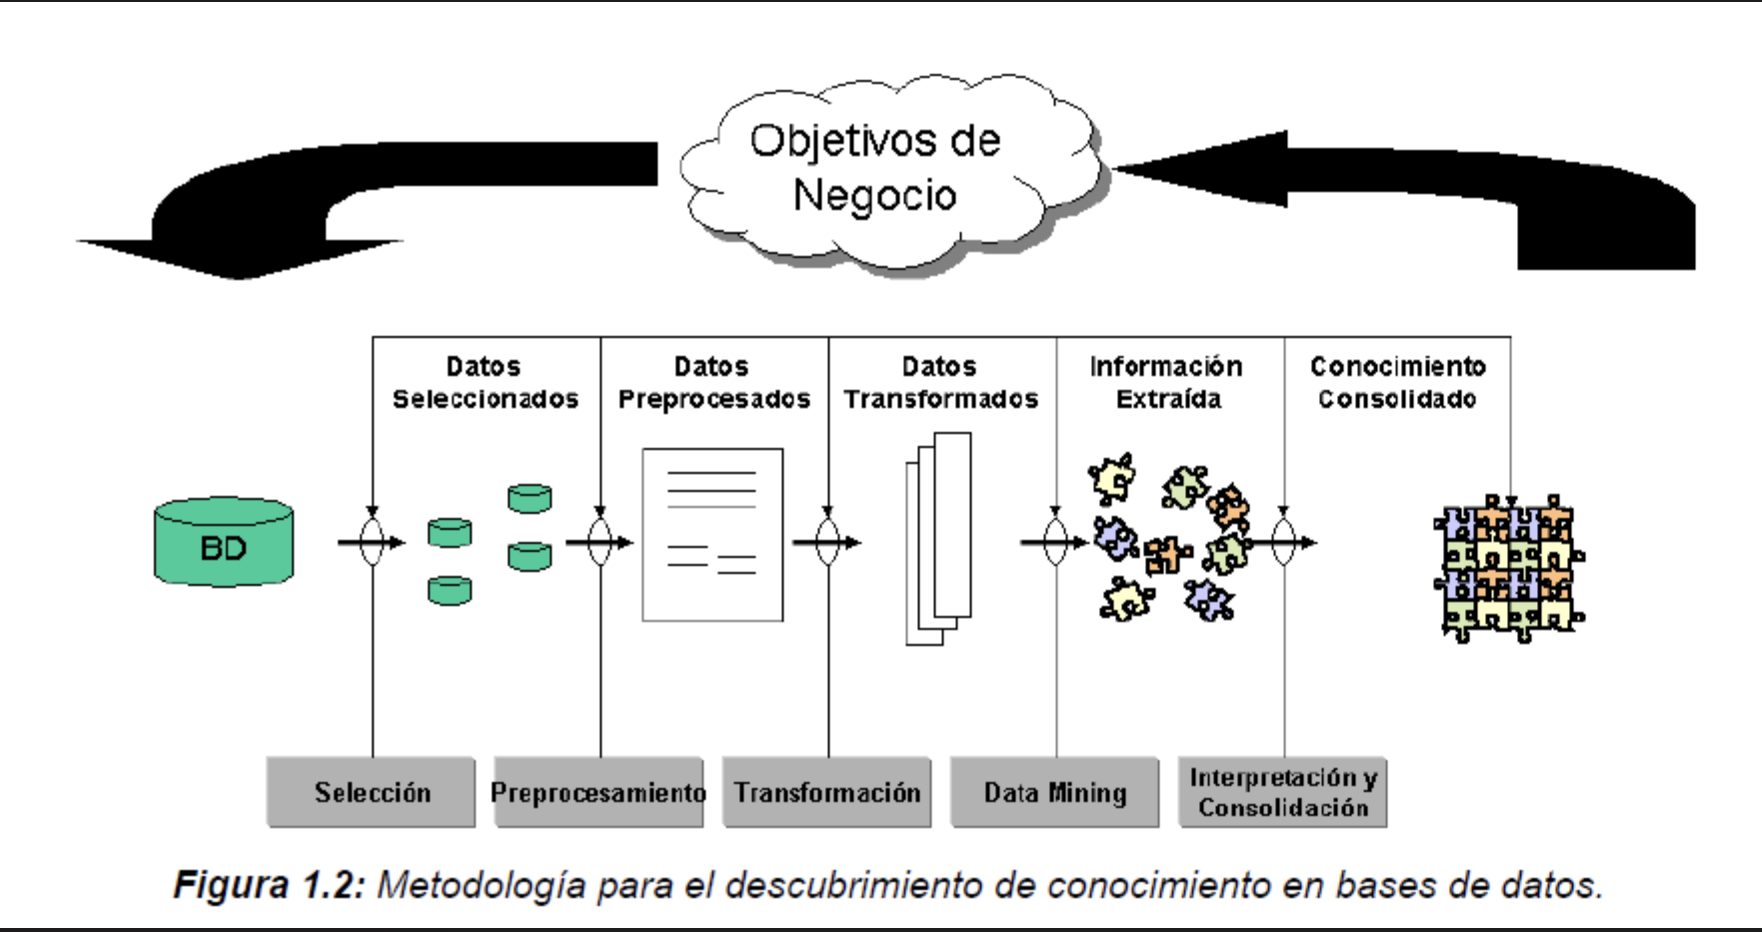 Objetivos de
Negocio
Datos
Seleccionados
Datos
Preprocesados
Datos
Transformados
Información
Extraída
Conocimiento
Consolidado
BD
Selección
Preprocesamiento
Transformación
Data Mining
Interpretación y
Consolidación
Figura 1.2: Metodología para el descubrimiento de conocimiento en bases de datos.